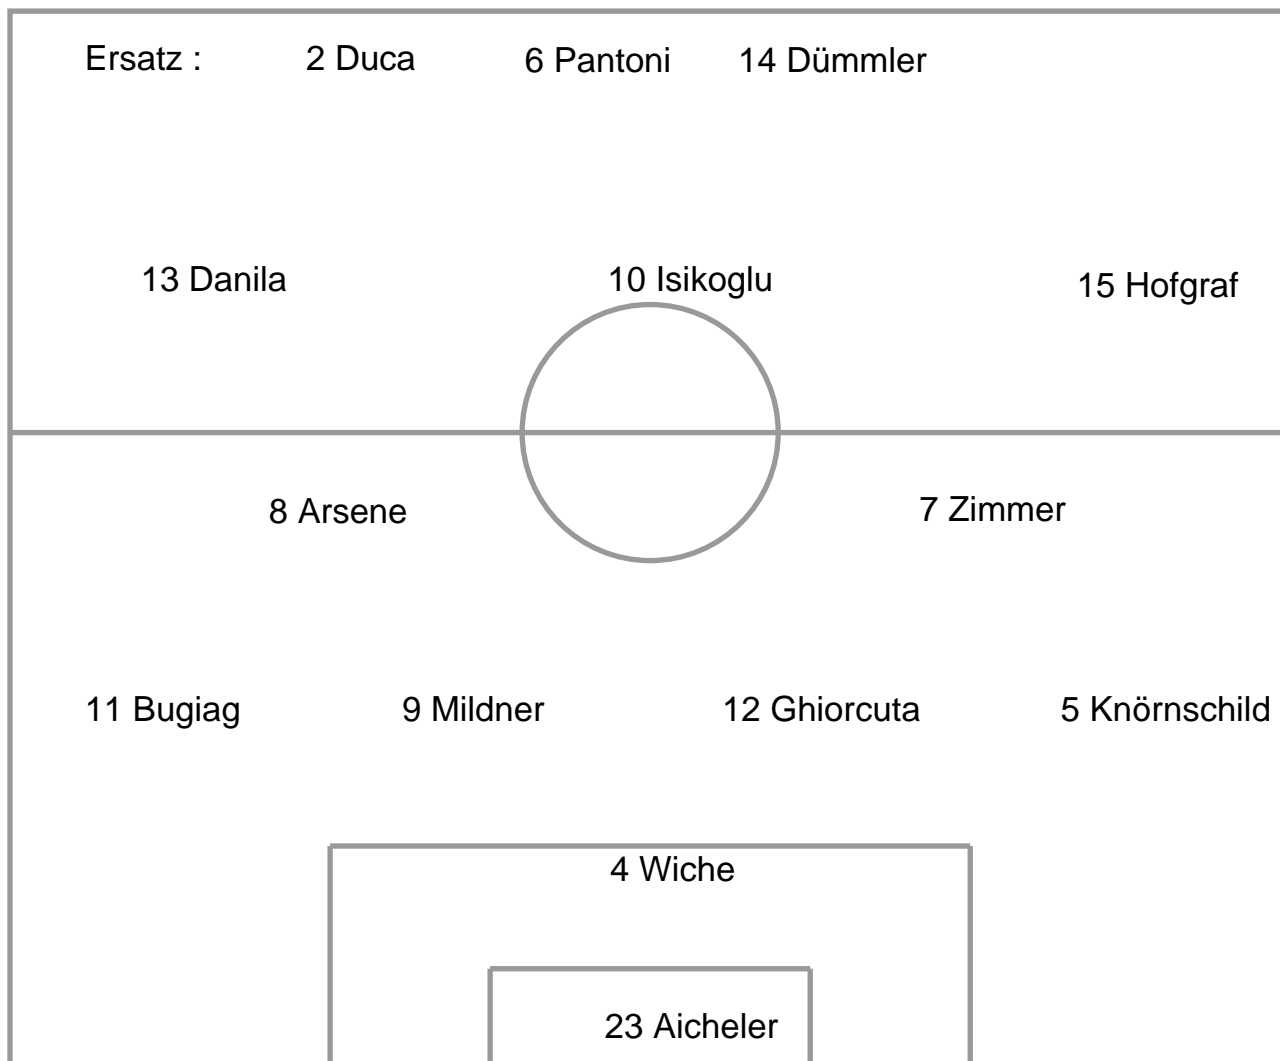 Ersatz : 2 Duca 6 Pantoni 14 Dümmler
13 Danila 10 Isikoglu 15 Hofgraf
8 Arsene 7 Zimmer
11 Bugiag 9 Mildner 12 Ghiorcuta 5 Knörnschild
4 Wiche
23 Aicheler